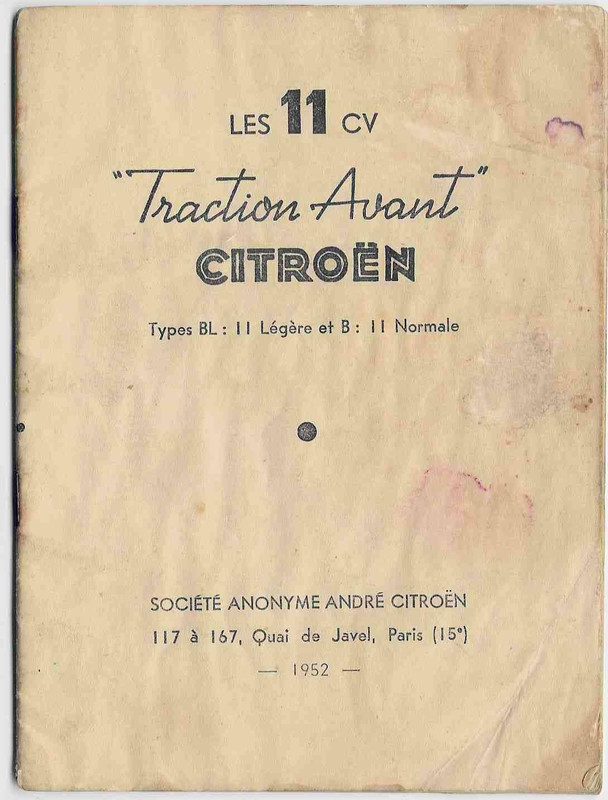 LES 11 CV
"Traction Avant"
CITROËN
Types BL : 11 Légère et B : 11 Normale
SOCIÉTÉ ANONYME ANDRÉ CITROËN
117 à 167, Quai de Javel, Paris (15e)
— 1952 —